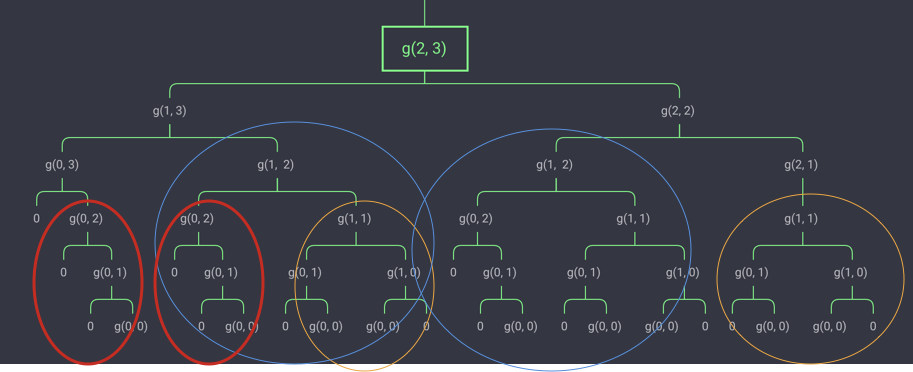 g(2, 3)
g(1, 3) g(2, 2)
g(0, 3) g(1, 2) g(1, 2) g(2, 1)
0 g(0, 2) g(0, 2) g(1, 1) g(0, 2) g(1, 1) g(1, 1)
0 g(0, 1) 0 g(0, 1) g(0, 1) g(1, 0) 0 g(0, 1) g(0, 1) g(1, 0) g(0, 1) g(1, 0)
0 g(0, 0) 0 g(0, 0) 0 g(0, 0) g(0, 0) 0 0 g(0, 0) 0 g(0, 0) g(0, 0) 0 0 g(0, 0) g(0, 0) 0